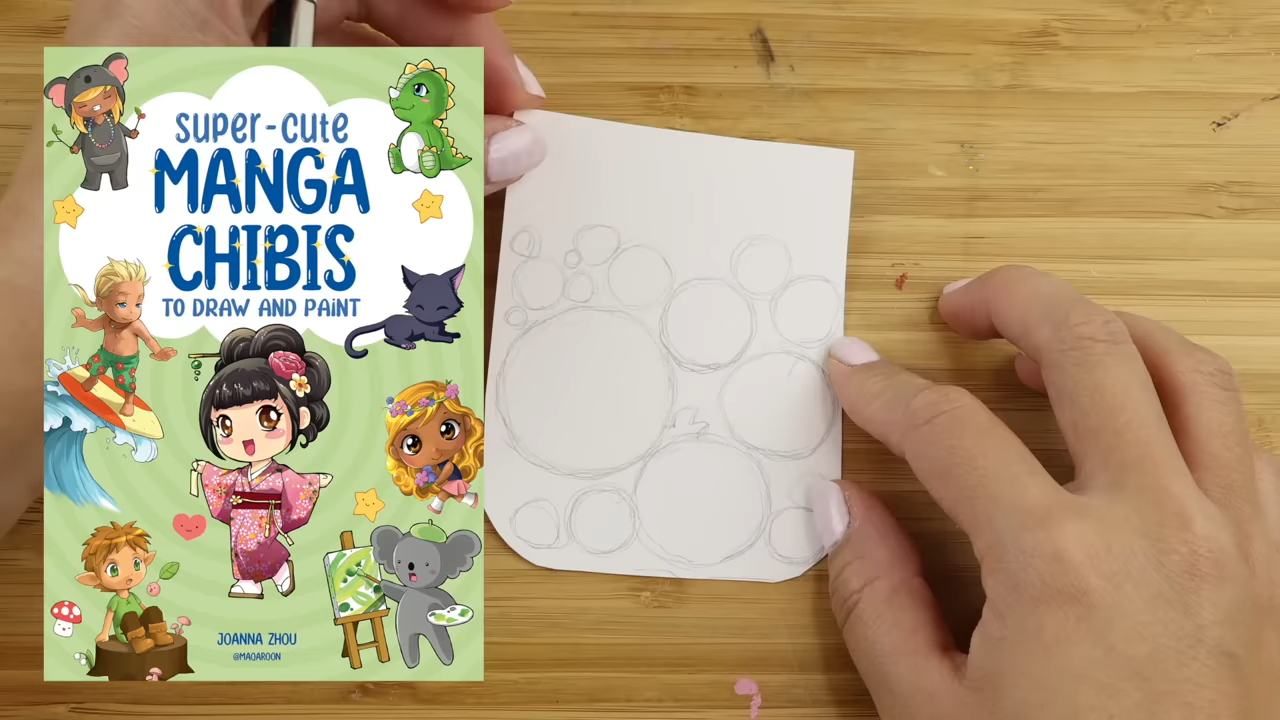 SUPER-CUTE
MANGA
CHIBIS
TO DRAW AND PAINT
JOANNA ZHOU
@MAQAROON